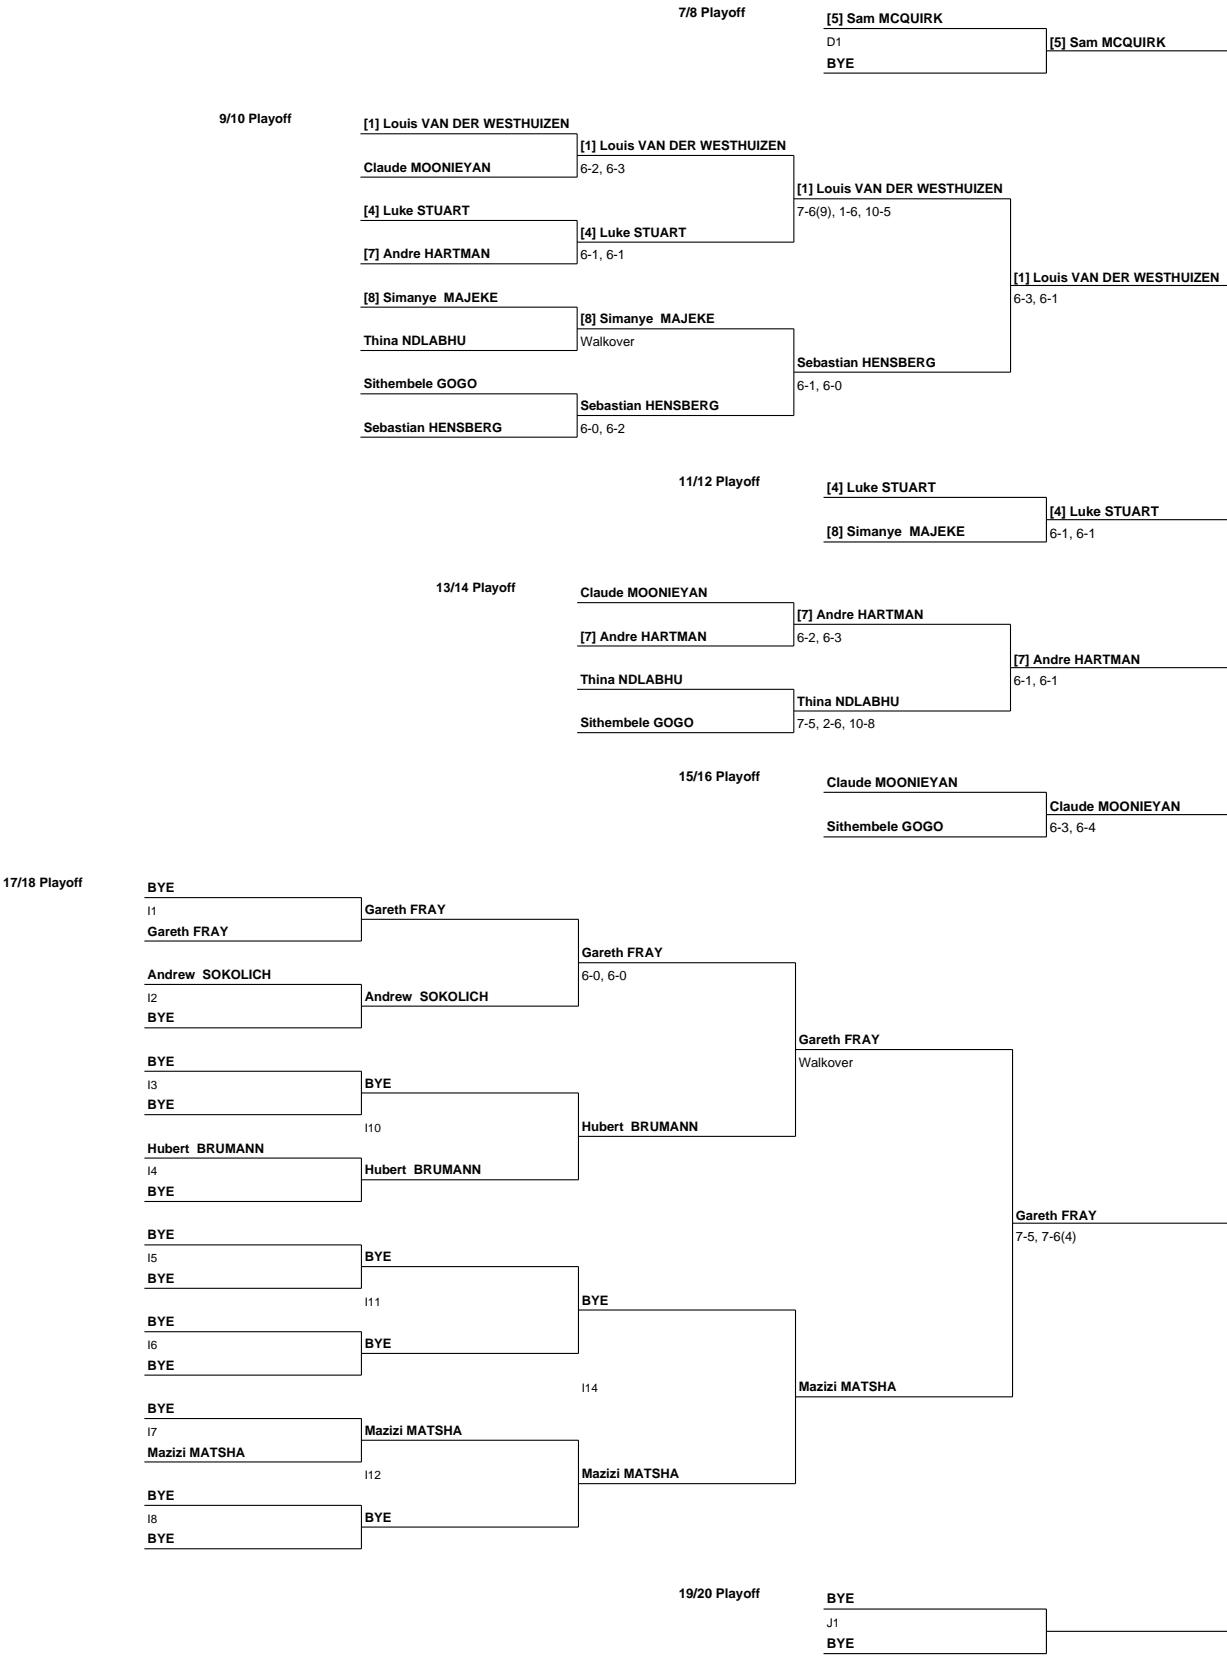 7/8 Playoff
[5] Sam MCQUIRK
D1
[5] Sam MCQUIRK
BYE
9/10 Playoff
[1] Louis VAN DER WESTHUIZEN
[1] Louis VAN DER WESTHUIZEN
Claude MOONIEYAN
6-2, 6-3
[1] Louis VAN DER WESTHUIZEN
[4] Luke STUART
7-6(9), 1-6, 10-5
[4] Luke STUART
[7] Andre HARTMAN
6-1, 6-1
[1] Louis VAN DER WESTHUIZEN
[8] Simanye  MAJEKE
6-3, 6-1
[8] Simanye  MAJEKE
Thina NDLABHU
Walkover
Sebastian HENSBERG
Sithembele GOGO
6-1, 6-0
Sebastian HENSBERG
Sebastian HENSBERG
6-0, 6-2
11/12 Playoff
[4] Luke STUART
[4] Luke STUART
[8] Simanye  MAJEKE
6-1, 6-1
13/14 Playoff
Claude MOONIEYAN
[7] Andre HARTMAN
[7] Andre HARTMAN
6-2, 6-3
[7] Andre HARTMAN
Thina NDLABHU
6-1, 6-1
Thina NDLABHU
Sithembele GOGO
7-5, 2-6, 10-8
15/16 Playoff
Claude MOONIEYAN
Claude MOONIEYAN
Sithembele GOGO
6-3, 6-4
17/18 Playoff
BYE
I1
Gareth FRAY
Gareth FRAY
Gareth FRAY
Andrew  SOKOLICH
6-0, 6-0
I2
Andrew  SOKOLICH
BYE
Gareth FRAY
BYE
Walkover
I3
BYE
BYE
I10
Hubert  BRUMANN
Hubert  BRUMANN
I4
Hubert  BRUMANN
BYE
Gareth FRAY
BYE
7-5, 7-6(4)
I5
BYE
BYE
I11
BYE
BYE
I6
BYE
BYE
I14
Mazizi MATSHA
BYE
I7
Mazizi MATSHA
Mazizi MATSHA
I12
Mazizi MATSHA
BYE
I8
BYE
BYE
19/20 Playoff
BYE
J1
BYE